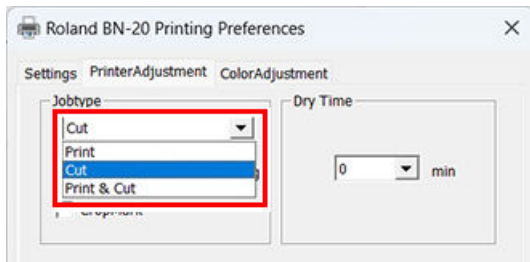 Roland BN-20 Printing Preferences
Settings PrinterAdjustment ColorAdjustment
Jobtype
Dry Time
Cut
Print
Cut
0 min
Print & Cut